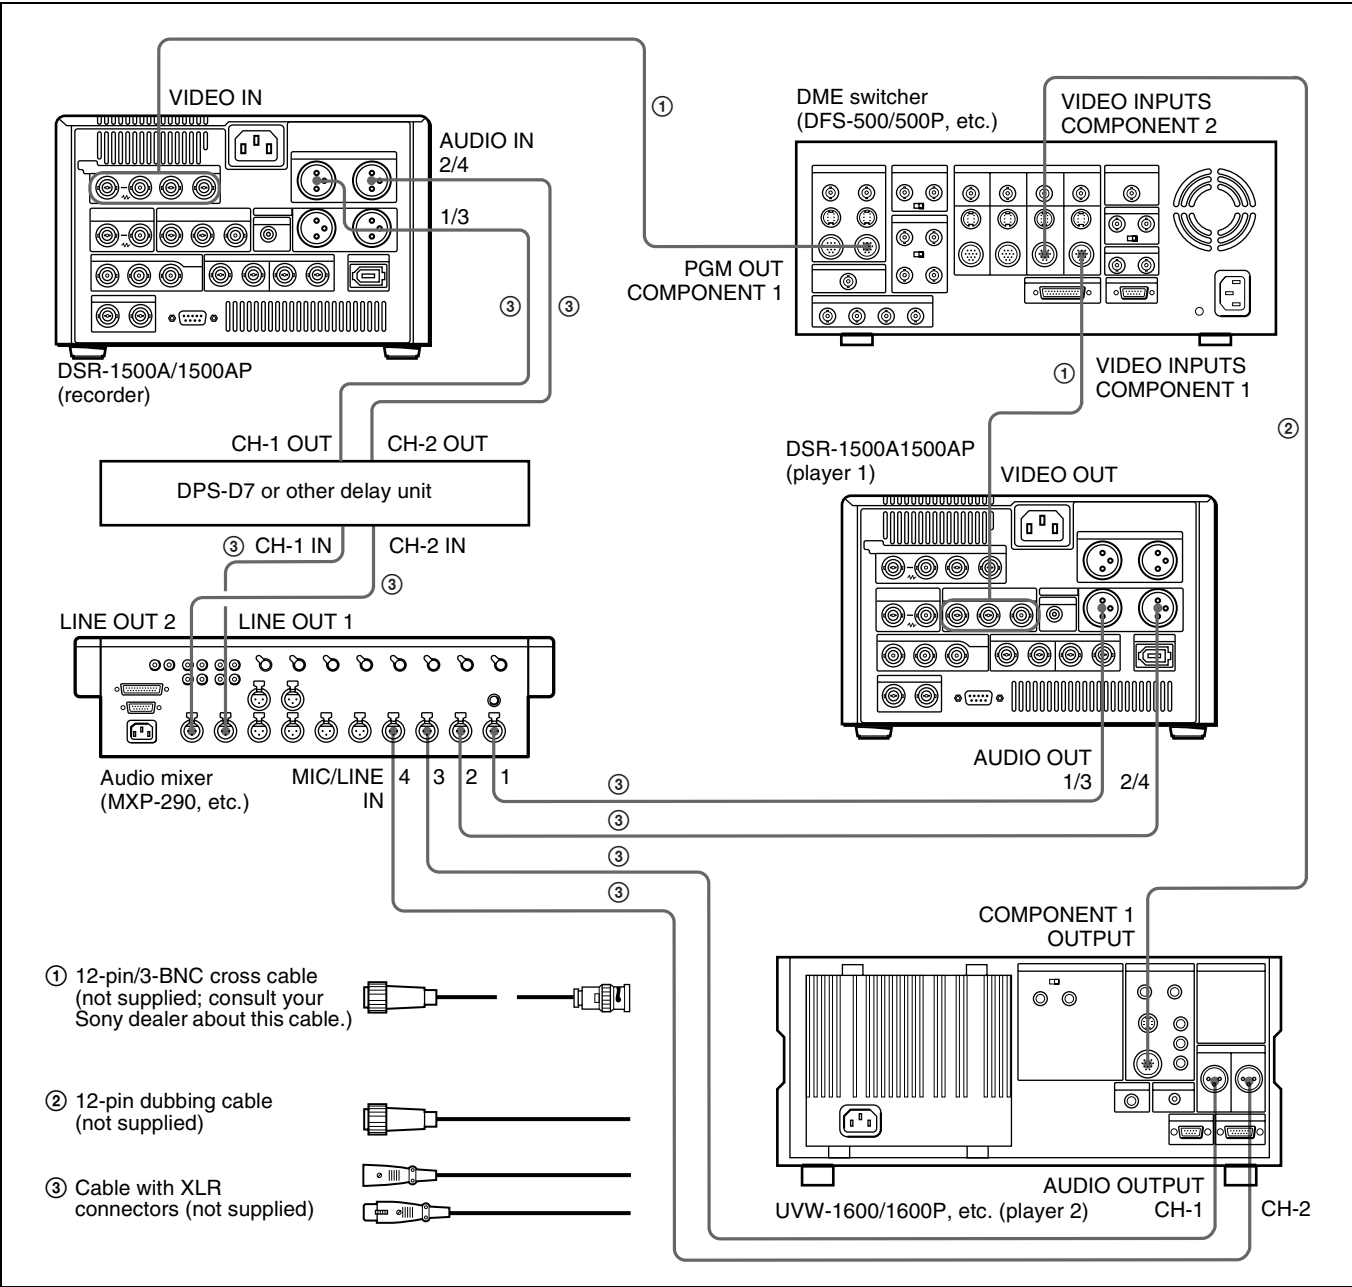 VIDEO IN
①
DME switcher
(DFS-500/500P, etc.)
VIDEO INPUTS
COMPONENT 2
AUDIO IN
2/4
1/3
PGM OUT
COMPONENT 1
③
③
DSR-1500A/1500AP
(recorder)
①
VIDEO INPUTS
COMPONENT 1
②
CH-1 OUT
CH-2 OUT
DSR-1500A1500AP
(player 1)
VIDEO OUT
DPS-D7 or other delay unit
③
CH-1 IN
CH-2 IN
③
LINE OUT 2
LINE OUT 1
Audio mixer
(MXP-290, etc.)
MIC/LINE
IN
4
3
2
1
AUDIO OUT
1/3
2/4
③
③
③
③
COMPONENT 1
OUTPUT
① 12-pin/3-BNC cross cable
(not supplied; consult your
Sony dealer about this cable.)
② 12-pin dubbing cable
(not supplied)
③ Cable with XLR
connectors (not supplied)
UVW-1600/1600P, etc. (player 2)
AUDIO OUTPUT
CH-1
CH-2